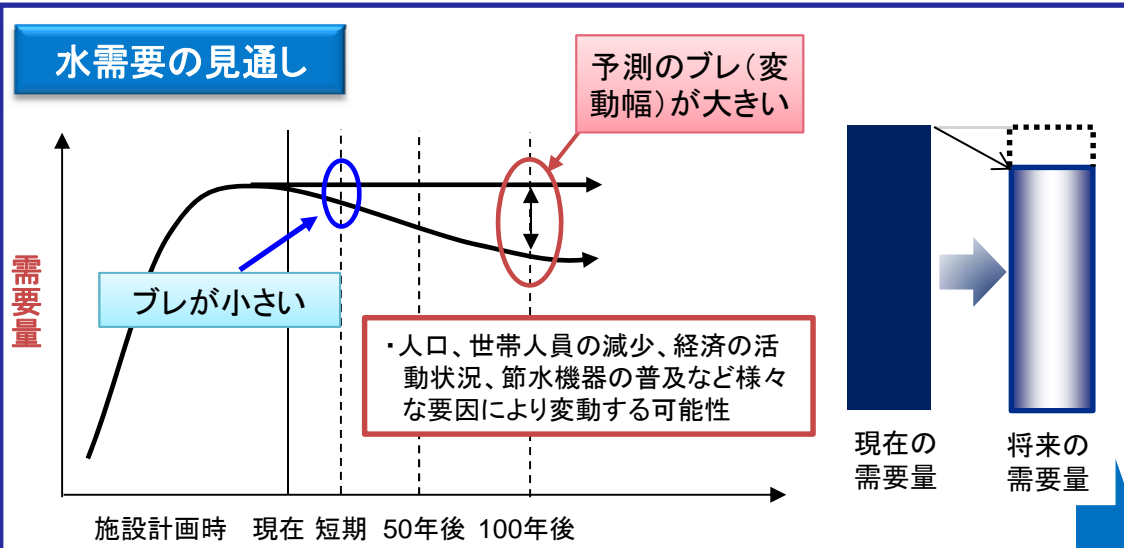 水需要の見通し
予測のブレ（変
動幅）が大きい
需要量
ブレが小さい
・人口、世帯人員の減少、経済の活
動状況、節水機器の普及など様々
な要因により変動する可能性
現在の
需要量
将来の
需要量
施設計画時 現在 短期 50年後 100年後